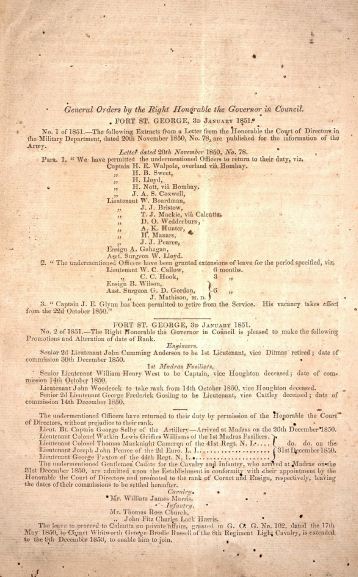 General Orders by the Right Honorable the Governor in Council.
FORT ST. GEORGE, 3D JANUARY 1851.
No. 1 of 1851.—The following Extracts from a Letter from the Honorable the Court of Directors in
the Military Department, dated 20th November 1850, No. 78, are published for the information of the
Army.
Letter dated 20th November 1850, No. 78.
Para. 1. "We have permitted the undermentioned Officers to return to their duty, via,
Captain H. R. Walpole, overland via Bombay.
„ H. B. Sweet,
„ H. Lloyd,
„ H. Nott, via Bombay.
„ J. A. S. Coxwell,
Lieutenant W. Boardman,
„ J. J. Bristow,
„ T. J. Mackie, via Calcutta.
„ D. O. Wedderburn,
„ A. K. Hunter,
„ H.
„ J. J. Pearce,
Ensign A. Gahagan,
Asst. Surgeon W. Lloyd.
2. "The undermentioned Officers have been granted extensions of leave for the period specified, viz.
Lieutenant W. C. Callow, 6 months.
„ C. C. Hook, 3 „
Ensign B. Wilson,
Asst. Surgeon G. D. Gordon, 6 „
„ J. Mathison, M. D.
3. "Captain J. E. Glynn has been permitted to retire from the Service. His vacancy takes effect
from the 22d October 1850."
FORT ST. GEORGE, 3D JANUARY 1851.
No. 2 of 1851.—The Right Honorable the Governor in Council is pleased to make the following
Promotions and Alteration of date of Rank.
Engineers.
Senior 2d Lieutenant John Cumming Anderson to be 1st Lieutenant, vice Ditmas retired; date of
commission 30th December 1850.
1st Madras Fusiliers.
Senior Lieutenant William Henry West to be Captain, vice Houghton deceased; date of com-
mission 14th October 1850.
Lieutenant John Woodcock to take rank from 14th October 1850, vice Houghton deceased.
Senior 2d Lieutenant George Frederick Gosling to be Lieutenant, vice Cattley deceased; date of
commission 14th December 1850.
The undermentioned Officers have returned to their duty by permission of the Honorable the Court
of Directors, without prejudice to their rank.
Lieut. Bt. Captain George Selby of the Artillery—Arrived at Madras on the 30th December 1850.
Lieutenant Colonel Watkin Lewis Griffies Williams of the 1st Madras Fusiliers.
Lieutenant Colonel Thomas Macknight Cameron of the 41st Regt. N. I. do. do. on the
Lieutenant Joseph John Pearce of the 2d Euro. L. I. 31st December 1850.
Lieutenant George Paxton of the 44th Regt. N. I.
The undermentioned Gentlemen Cadets for the Cavalry and Infantry, who arrived at Madras on the
31st December 1850, are admitted upon the Establishment in conformity with their appointment by the
Honorable the Court of Directors and promoted to the rank of Cornet and Ensign, respectively, leaving
the dates of their commissions to be settled hereafter.
Cavalry.
Mr. William James Morris.
Infantry.
Mr. Thomas Ross Church,
„ John Fitz Charles Lock Harris.
The leave to proceed to Calcutta on private affairs, granted in G. O. G. No. 102, dated the 17th
May 1850, to Cornet Whitworth George Brodie Russell of the 8th Regiment Light Cavalry, is extended
to the 9th December 1850, to enable him to join.